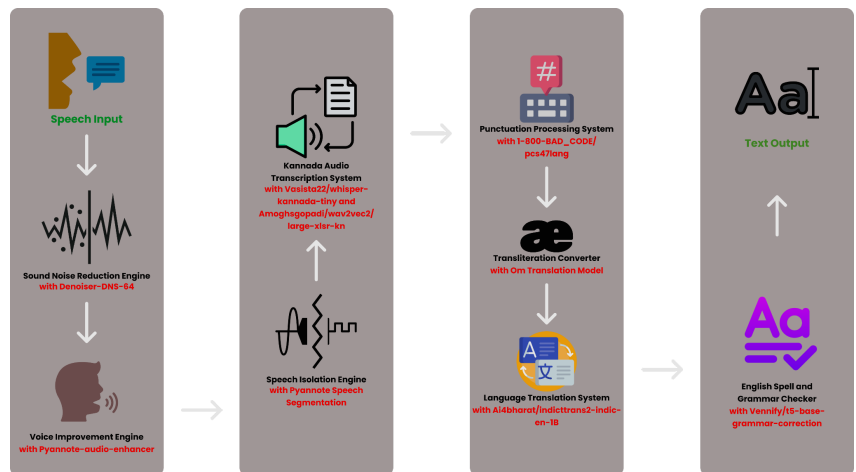 Speech Input
Sound Noise Reduction Engine
with Denoiser-DNS-64
Voice Improvement Engine
with Pyannote-audio-enhancer
Kannada Audio
Transcription System
with Vasista22/whisper-
kannada-tiny and
Amoghsgopadi/wav2vec2/
large-xlsr-kn
Speech Isolation Engine
with Pyannote Speech
Segmentation
#
Punctuation Processing System
with 1-800-BAD_CODE/
pcs47lang
æ
Transliteration Converter
with Om Translation Model
A
文
Language Translation System
with Ai4bharat/indictrans2-indic-
en-1B
Aa
Text Output
Aa
English Spell and
Grammar Checker
with Vennify/t5-base-
grammar-correction